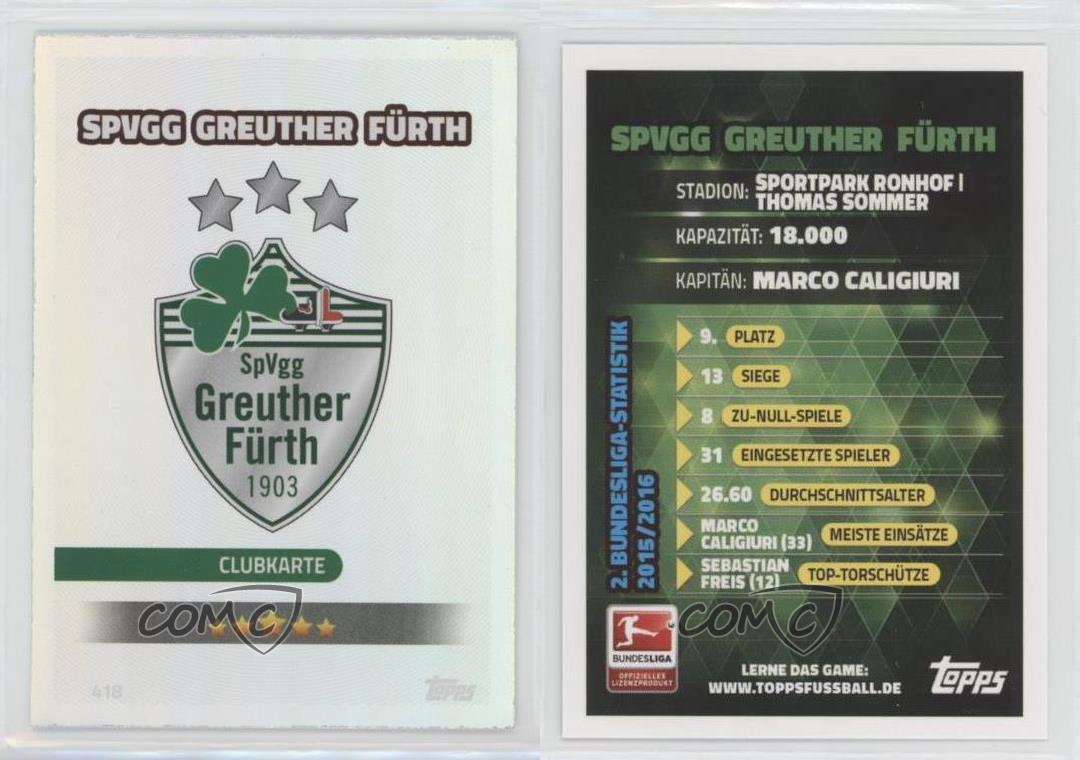 SPVGG GREUTHER FÜRTH
SpVgg
Greuther
Fürth
1903
CLUBKARTE
COMC
418
topps
SPVGG GREUTHER FÜRTH
STADION: SPORTPARK RONHOF |
THOMAS SOMMER
KAPAZITÄT: 18.000
KAPITÄN: MARCO CALIGIURI
2. BUNDESLIGA-STATISTIK
2015/2016
9. PLATZ
13 SIEGE
8 ZU-NULL-SPIELE
31 EINGESETZTE SPIELER
26.60 DURCHSCHNITTSALTER
MARCO
CALIGIURI (33) MEISTE EINSÄTZE
SEBASTIAN
FREIS (12) TOP-TORSCHÜTZE
COMC
BUNDESLIGA
OFFIZIELLES
LIZENZPRODUKT
LERNE DAS GAME:
WWW.TOPPSFUSSBALL.DE
topps